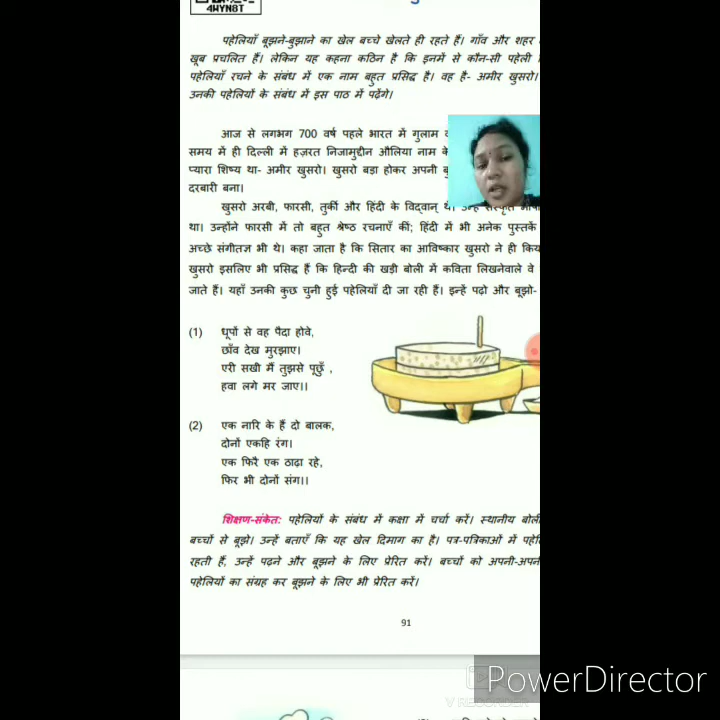 4WYN8T
पहेलियाँ बूझने-बुझाने का खेल बच्चे खेलते ही रहते हैं। गाँव और शहर
खूब प्रचलित हैं। लेकिन यह कहना कठिन है कि इनमें से कौन-सी पहेली
पहेलियाँ रचने के संबंध में एक नाम बहुत प्रसिद्ध है। वह है- अमीर खुसरो।
उनकी पहेलियों के संबंध में इस पाठ में पढ़ेंगे।
आज से लगभग 700 वर्ष पहले भारत में गुलाम
समय में ही दिल्ली में हज़रत निजामुद्दीन औलिया नाम के
प्यारा शिष्य था- अमीर खुसरो। खुसरो बड़ा होकर अपनी
दरबारी बना।
खुसरो अरबी, फारसी, तुर्की और हिंदी के विद्वान् थे। उन्हें संस्कृत
था। उन्होंने फारसी में तो बहुत श्रेष्ठ रचनाएँ कीं; हिंदी में भी अनेक पुस्तकें
अच्छे संगीतज्ञ भी थे। कहा जाता है कि सितार का आविष्कार खुसरो ने ही
खुसरो इसलिए भी प्रसिद्ध हैं कि हिन्दी की खड़ी बोली में कविता लिखनेवाले वे
जाते हैं। यहाँ उनकी कुछ चुनी हुई पहेलियाँ दी जा रही हैं। इन्हें पढ़ो और बूझो-
(1) धूपों से वह पैदा होवे,
छाँव देख मुरझाए।
एरी सखी मैं तुझसे पूछूँ ,
हवा लगे मर जाए।।
(2) एक नारि के हैं दो बालक,
दोनों एकहि रंग।
एक फिरै एक ठाढ़ा रहे,
फिर भी दोनों संग।।
शिक्षण-संकेत: पहेलियों के संबंध में कक्षा में चर्चा करें। स्थानीय बोली
बच्चों से बूझें। उन्हें बताएँ कि यह खेल दिमाग का है। पत्र-पत्रिकाओं में
रहती हैं, उन्हें पढ़ने और बूझने के लिए प्रेरित करें। बच्चों को अपनी-अपनी
पहेलियों का संग्रह कर बूझने के लिए भी प्रेरित करें।
91
PowerDirector